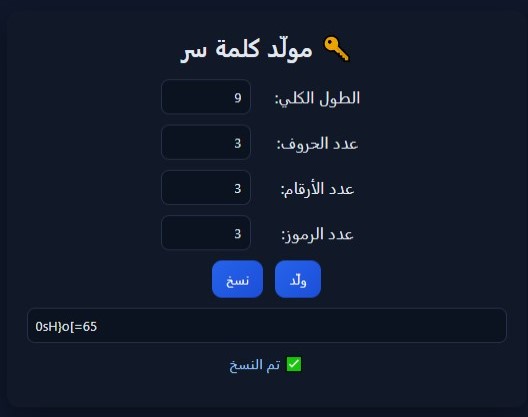 🔑 مولّد كلمة سر
الطول الكلي: 9
عدد الحروف: 3
عدد الأرقام: 3
عدد الرموز: 3
ولّد نسخ
0sH}o[=65
✅ تم النسخ